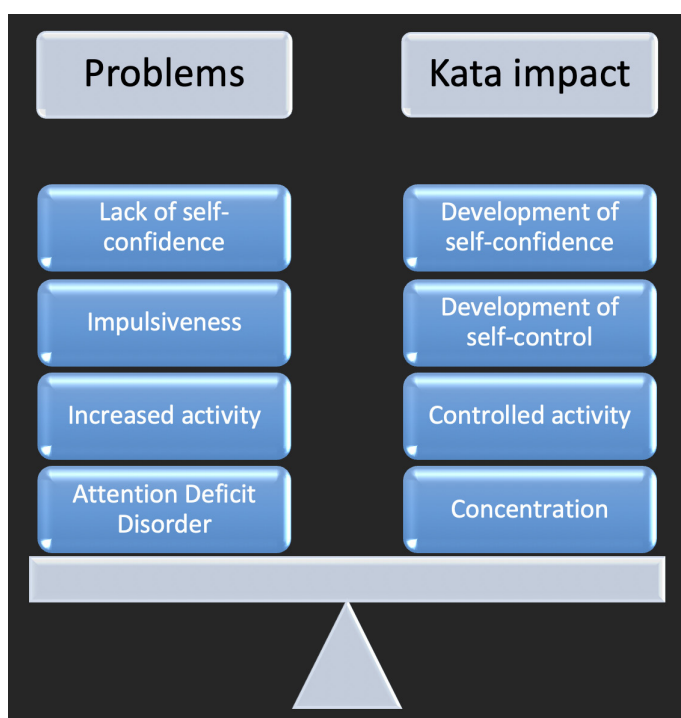 Problems
Kata impact
Lack of self-
confidence
Development of
self-confidence
Impulsiveness
Development of
self-control
Increased activity
Controlled activity
Attention Deficit
Disorder
Concentration